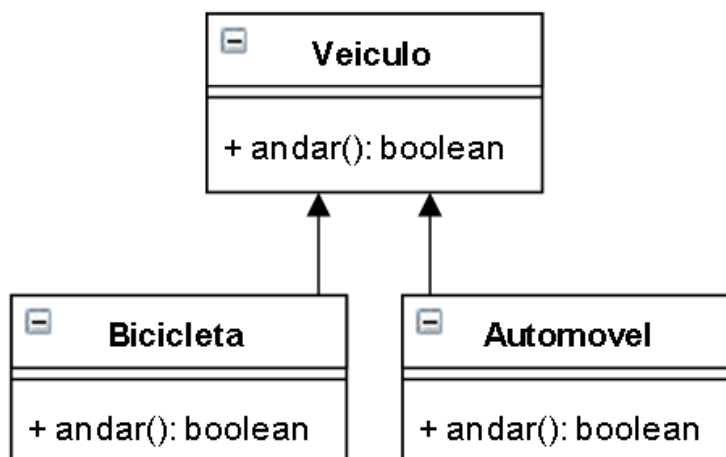 Veiculo
+ andar(): boolean
Bicicleta
+ andar(): boolean
Automovel
+ andar(): boolean